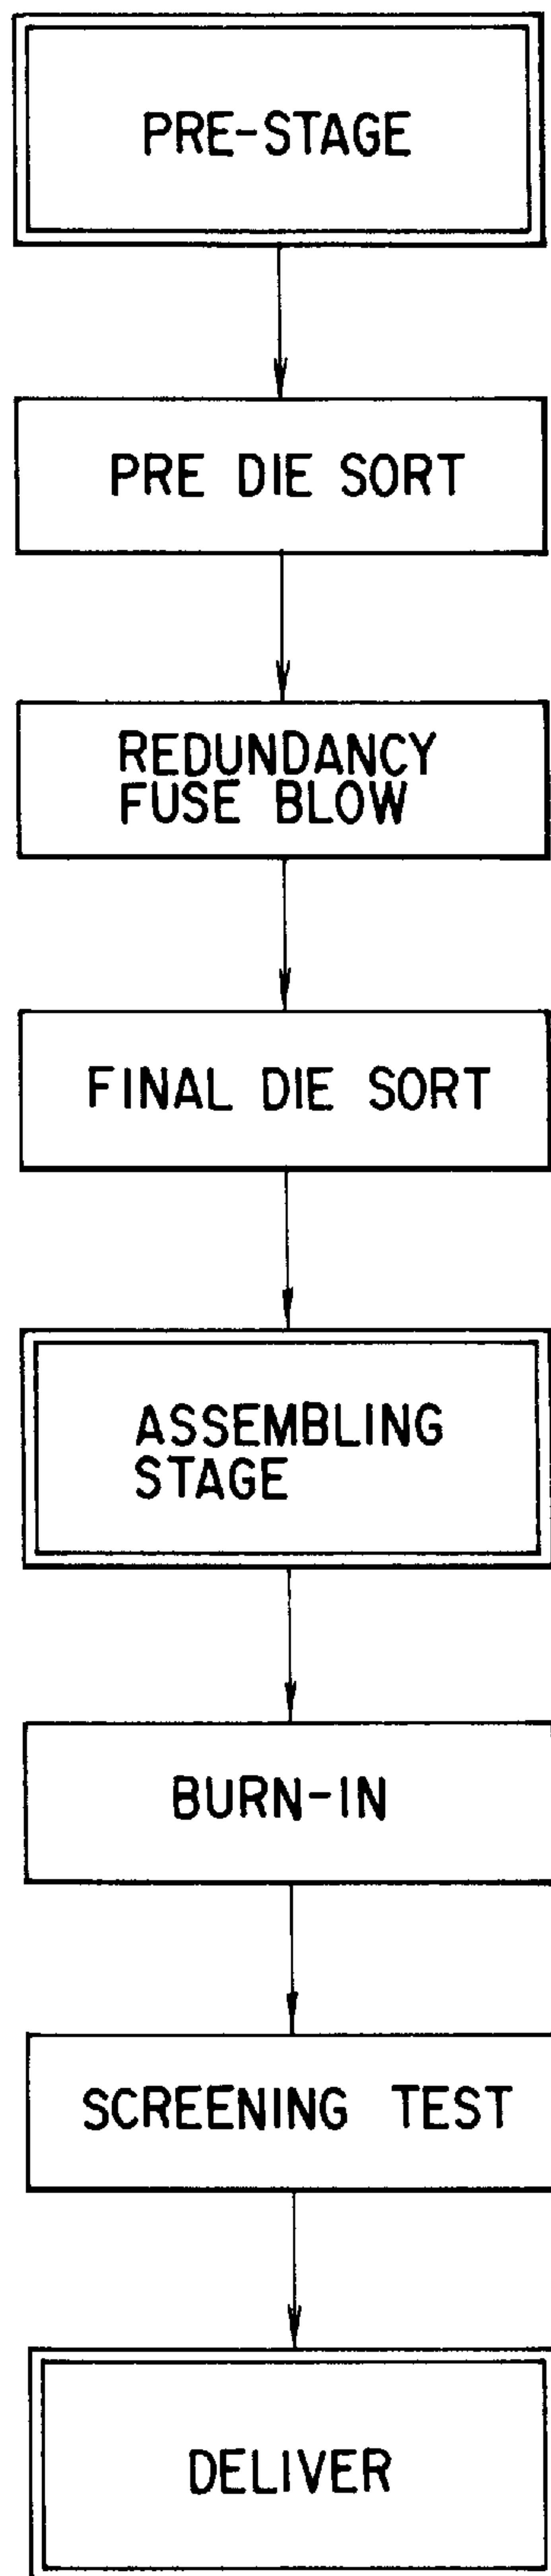 PRE-STAGE
PRE DIE SORT
REDUNDANCY
FUSE BLOW
FINAL DIE SORT
ASSEMBLING
STAGE
BURN-IN
SCREENING TEST
DELIVER